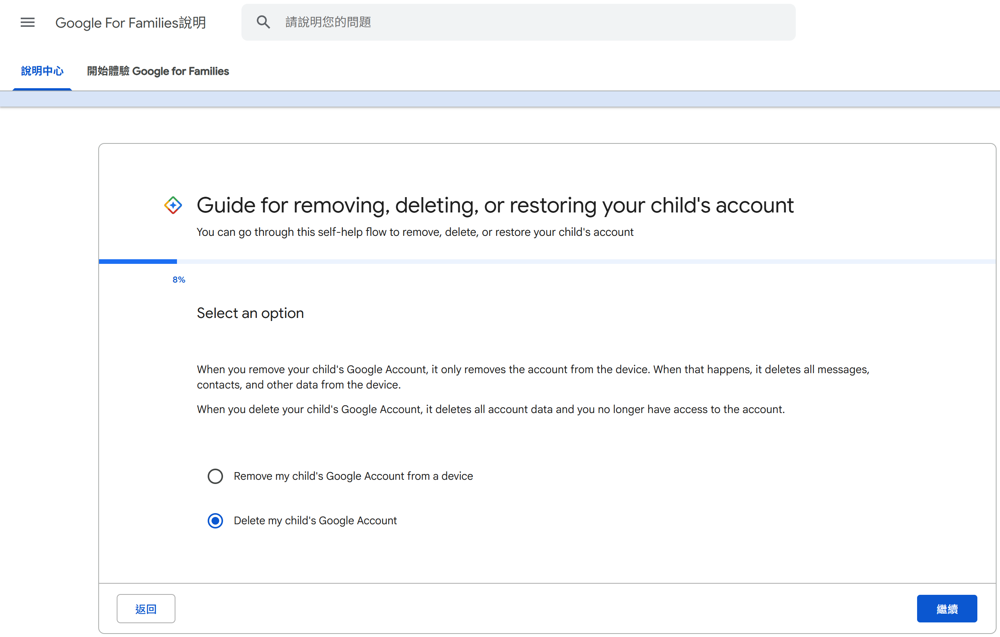 Google For Families說明
請說明您的問題
說明中心
開始體驗 Google for Families
Guide for removing, deleting, or restoring your child's account
You can go through this self-help flow to remove, delete, or restore your child's account
8%
Select an option
When you remove your child's Google Account, it only removes the account from the device. When that happens, it deletes all messages,
contacts, and other data from the device.
When you delete your child's Google Account, it deletes all account data and you no longer have access to the account.
Remove my child's Google Account from a device
Delete my child's Google Account
返回
繼續